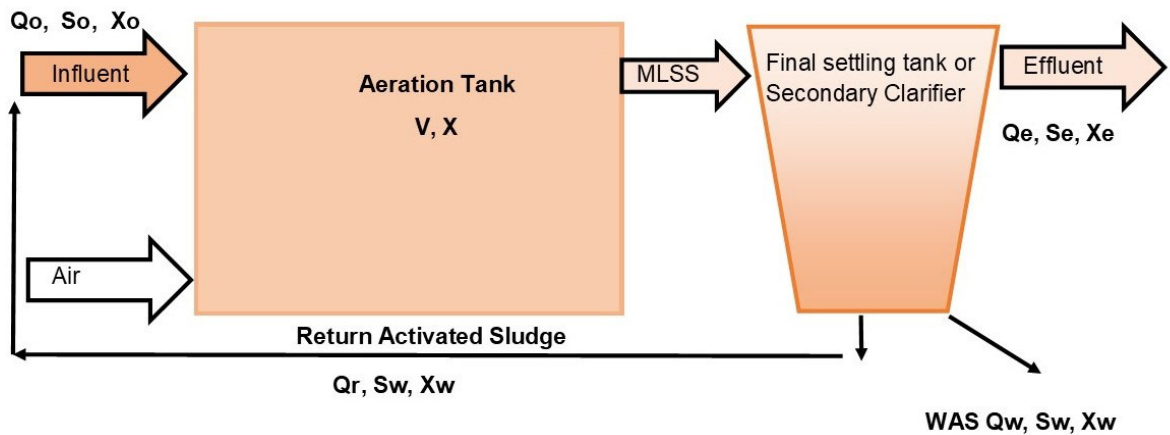 Qo, So, Xo
Influent
Aeration Tank
V, X
MLSS
Final settling tank or
Secondary Clarifier
Effluent
Qe, Se, Xe
Air
Return Activated Sludge
Qr, Sw, Xw
WAS Qw, Sw, Xw